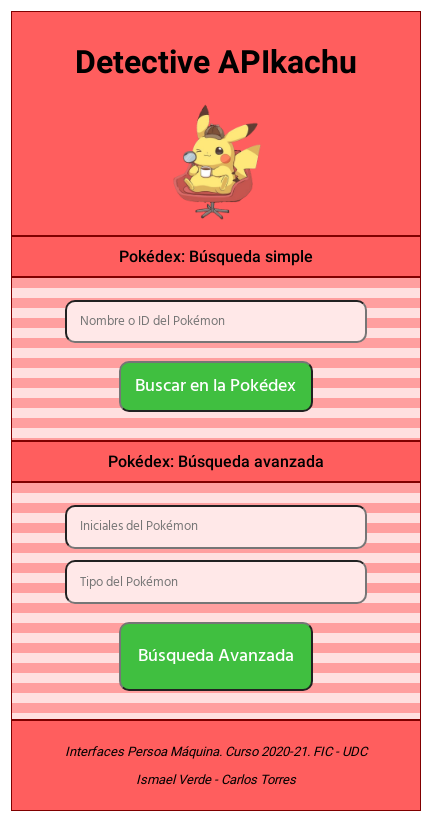 Detective APIkachu
Pokédex: Búsqueda simple
Nombre o ID del Pokémon
Buscar en la Pokédex
Pokédex: Búsqueda avanzada
Iniciales del Pokémon
Tipo del Pokémon
Búsqueda Avanzada
Interfaces Persoa Máquina. Curso 2020-21. FIC - UDC
Ismael Verde - Carlos Torres